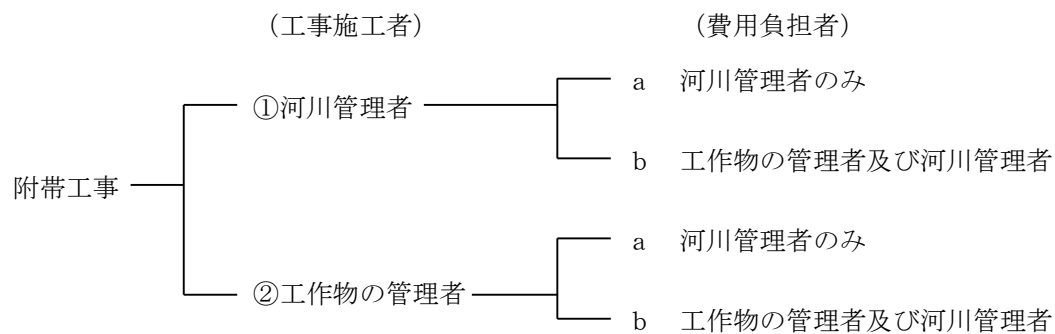 （工事施工者）　（費用負担者）
a　河川管理者のみ
①河川管理者
b　工作物の管理者及び河川管理者
附帯工事
a　河川管理者のみ
②工作物の管理者
b　工作物の管理者及び河川管理者